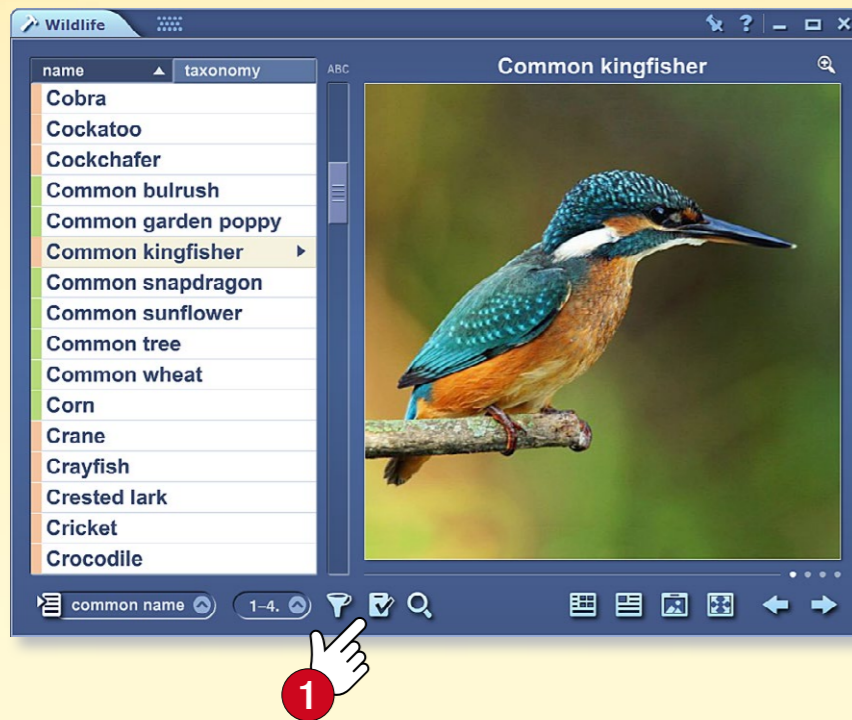 Wildlife
?
name taxonomy ABC
Common kingfisher
Cobra
Cockatoo
Cockchafer
Common bulrush
Common garden poppy
Common kingfisher
Common snapdragon
Common sunflower
Common tree
Common wheat
Corn
Crane
Crayfish
Crested lark
Cricket
Crocodile
common name 1–4.
1